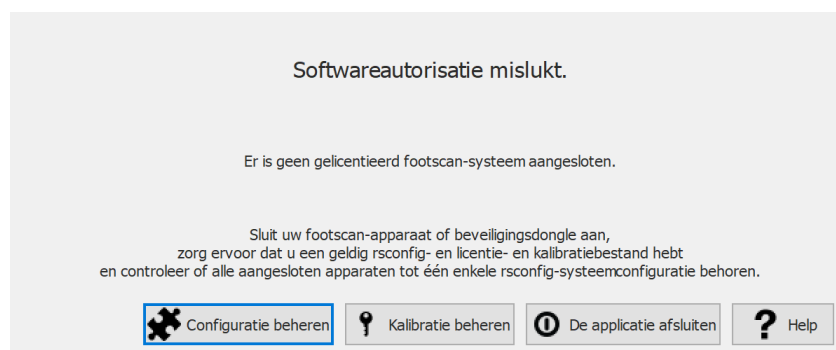 Softwareautorisatie mislukt.
Er is geen gelicentieerd footscan-systeem aangesloten.
Sluit uw footscan-apparaat of beveiligingsdongle aan,
zorg ervoor dat u een geldig rsconfig- en licentie- en kalibratiebestand hebt
en controleer of alle aangesloten apparaten tot één enkele rsconfig-systeemconfiguratie behoren.
Configuratie beheren Kalibratie beheren De applicatie afsluiten ? Help